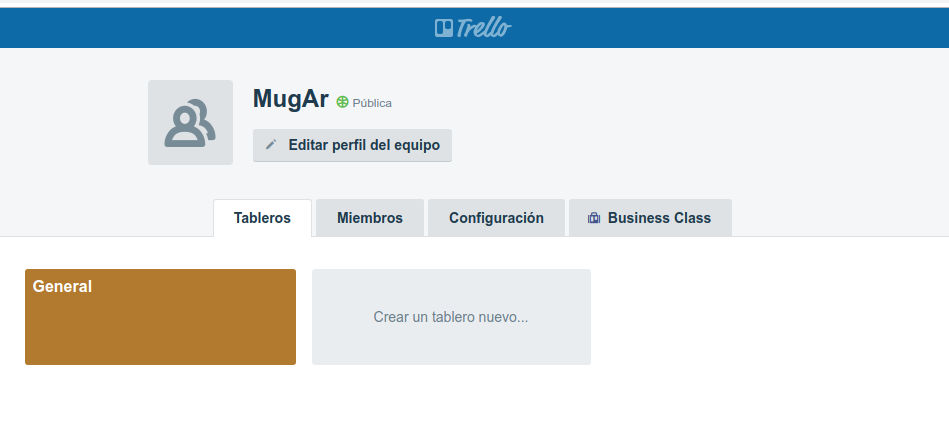 Trello
MugAr Pública
Editar perfil del equipo
Tableros Miembros Configuración Business Class
General
Crear un tablero nuevo...